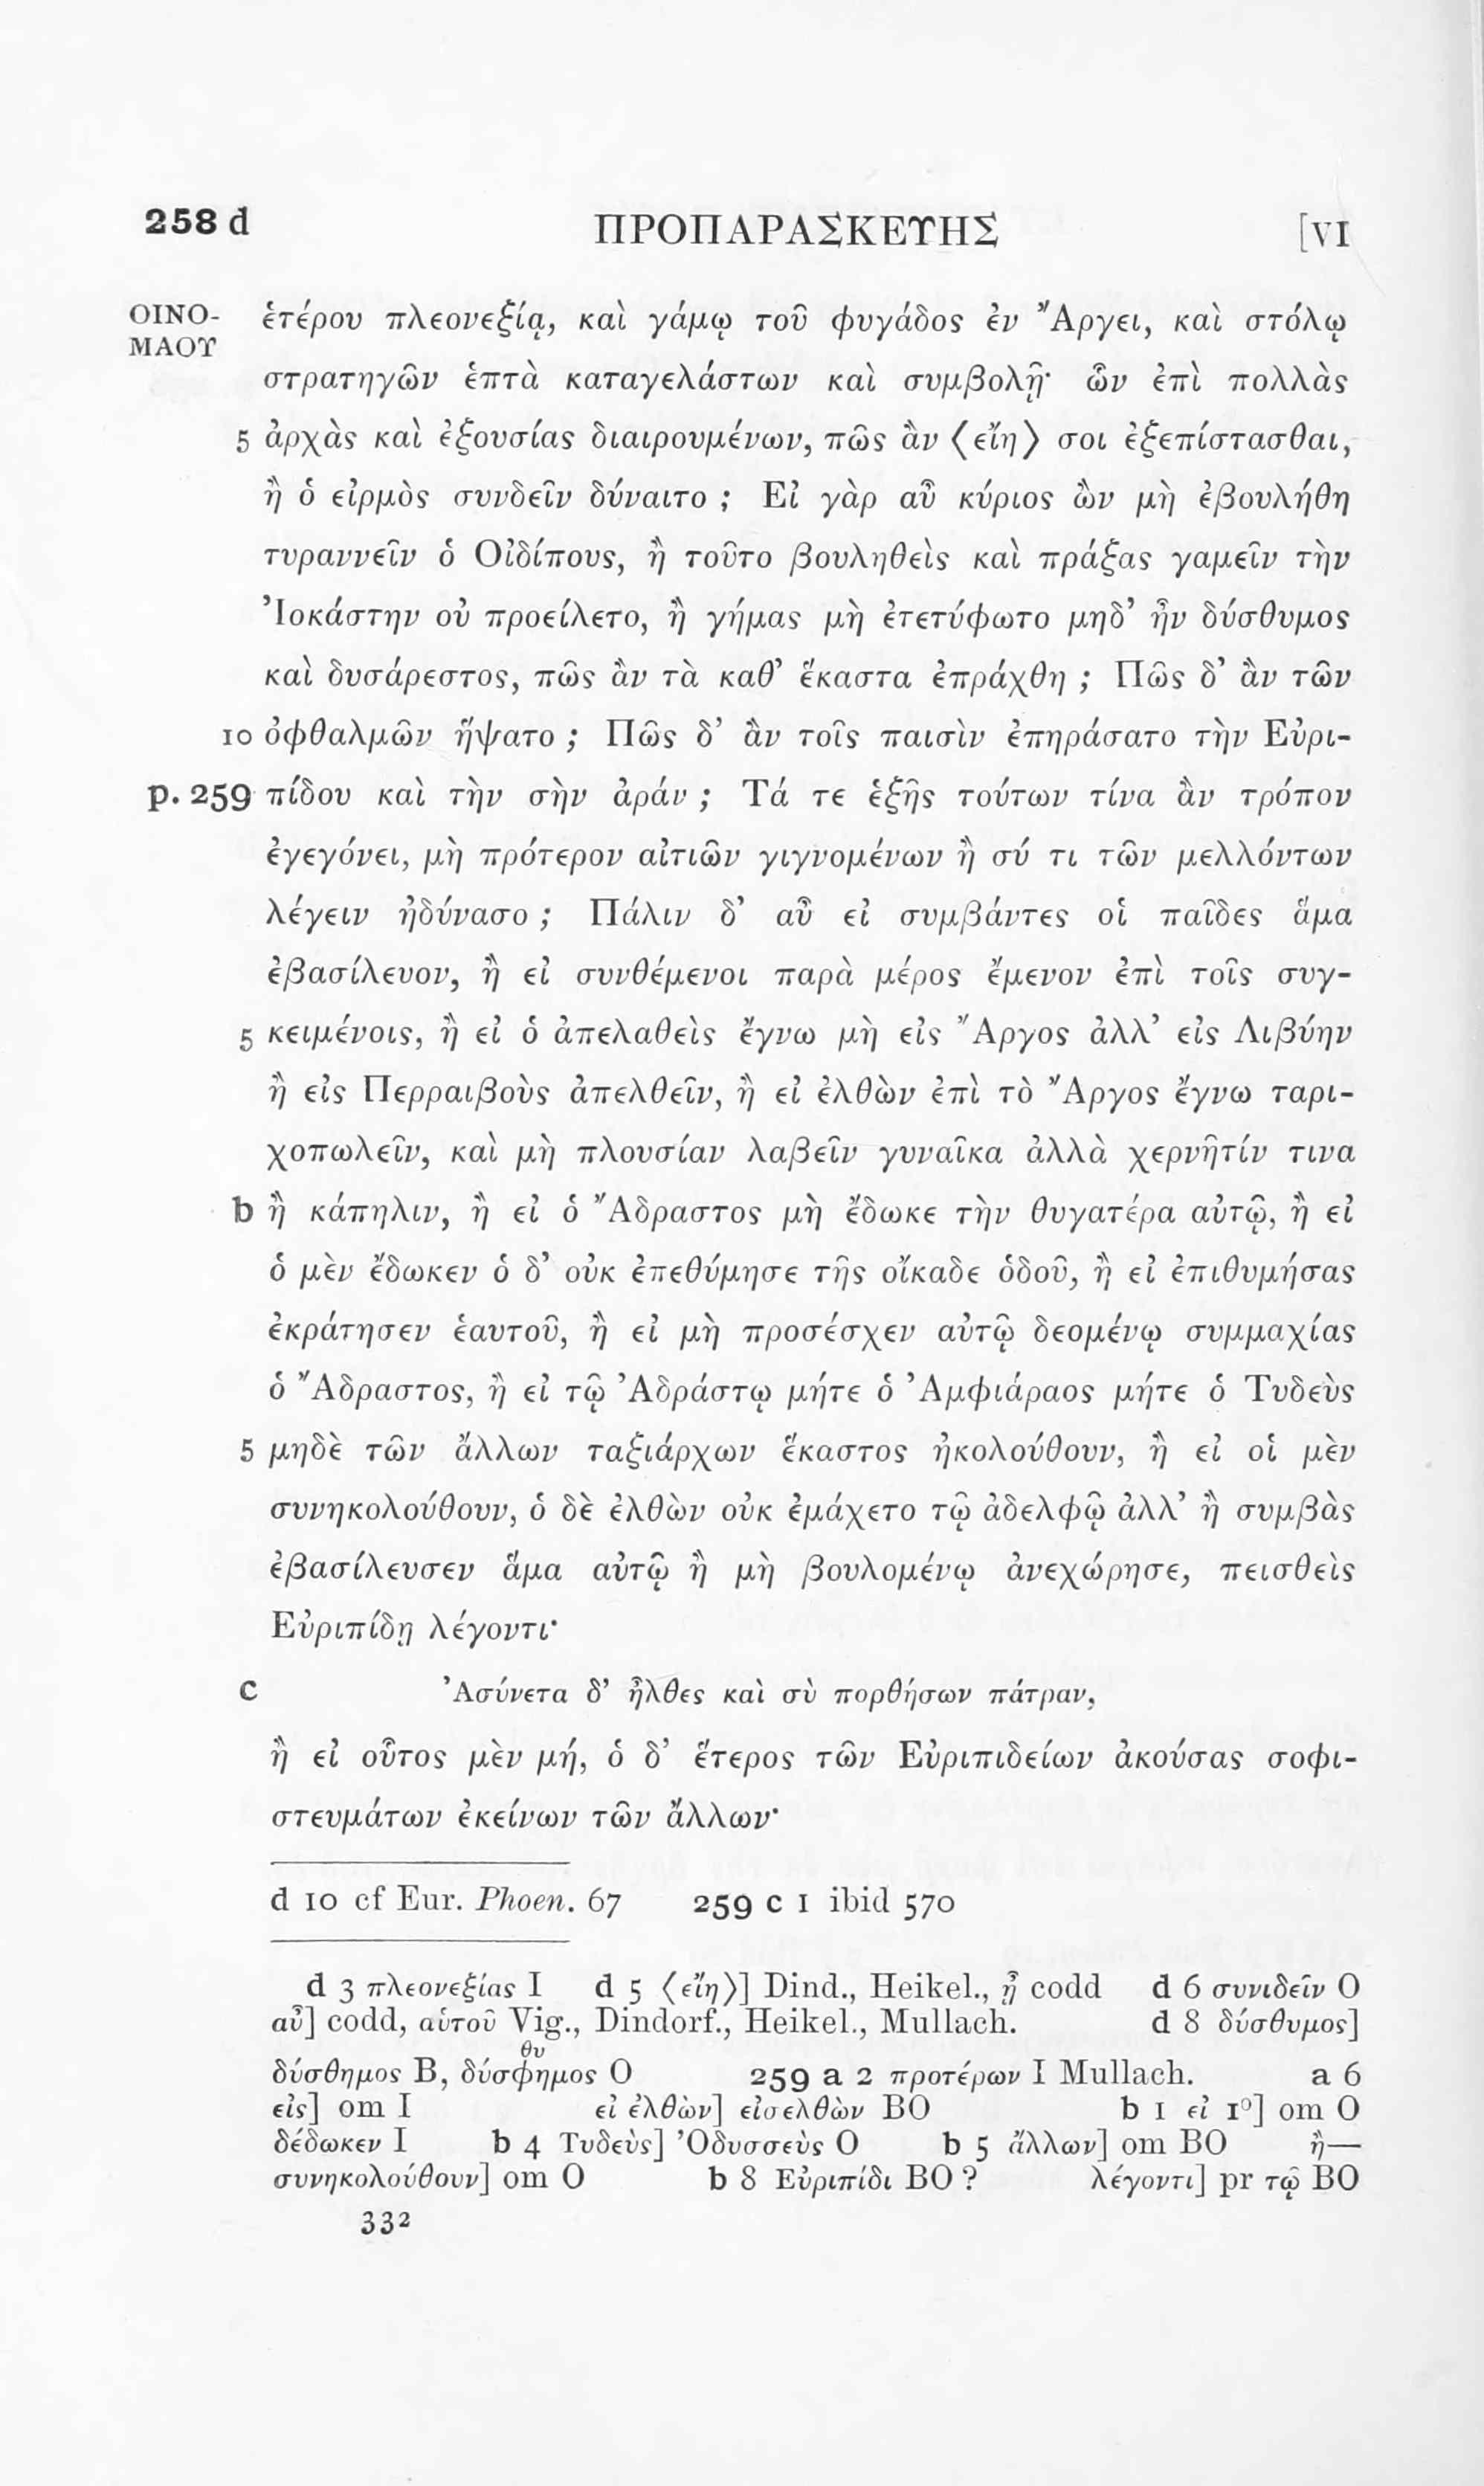 258 d ΠΡΟΠΑΡΑΣΚΕΥΗΣ [VI
ΟΙΝΟ- ἑτέρου πλεονεξίᾳ, καὶ γάμῳ τοῦ φυγάδος ἐν Ἄργει, καὶ στόλῳ
ΜΑΟΥ
στρατηγῶν ἑπτὰ καταγελάστων καὶ συμβολῇ· ὧν ἐπὶ πολλὰς
5 ἀρχὰς καὶ ἐξουσίας διαιρουμένων, πῶς ἂν ⟨εἴη⟩ σοι ἐξεπίστασθαι,
ἢ ὁ εἱρμὸς συνδεῖν δύναιτο ; Εἰ γὰρ αὖ κύριος ὢν μὴ ἐβουλήθη
τυραννεῖν ὁ Οἰδίπους, ἢ τοῦτο βουληθεὶς καὶ πράξας γαμεῖν τὴν
Ἰοκάστην οὐ προείλετο, ἢ γήμας μὴ ἐτετύφωτο μηδ’ ἦν δύσθυμος
καὶ δυσάρεστος, πῶς ἂν τὰ καθ’ ἕκαστα ἐπράχθη ; Πῶς δ’ ἂν τῶν
10 ὀφθαλμῶν ἥψατο ; Πῶς δ’ ἂν τοῖς παισὶν ἐπηράσατο τὴν Εὐρι-
p. 259 πίδου καὶ τὴν σὴν ἀράν ; Τά τε ἑξῆς τούτων τίνα ἂν τρόπον
ἐγεγόνει, μὴ πρότερον αἰτιῶν γιγνομένων ἢ σύ τι τῶν μελλόντων
λέγειν ἠδύνασο ; Πάλιν δ’ αὖ εἰ συμβάντες οἱ παῖδες ἅμα
ἐβασίλευον, ἢ εἰ συνθέμενοι παρὰ μέρος ἔμενον ἐπὶ τοῖς συγ-
5 κειμένοις, ἢ εἰ ὁ ἀπελαθεὶς ἔγνω μὴ εἰς Ἄργος ἀλλ’ εἰς Λιβύην
ἢ εἰς Περραιβοὺς ἀπελθεῖν, ἢ εἰ ἐλθὼν ἐπὶ τὸ Ἄργος ἔγνω ταρι-
χοπωλεῖν, καὶ μὴ πλουσίαν λαβεῖν γυναῖκα ἀλλὰ χερνῆτίν τινα
b ἢ κάπηλιν, ἢ εἰ ὁ Ἄδραστος μὴ ἔδωκε τὴν θυγατέρα αὐτῷ, ἢ εἰ
ὁ μὲν ἔδωκεν ὁ δ’ οὐκ ἐπεθύμησε τῆς οἴκαδε ὁδοῦ, ἢ εἰ ἐπιθυμήσας
ἐκράτησεν ἑαυτοῦ, ἢ εἰ μὴ προσέσχεν αὐτῷ δεομένῳ συμμαχίας
ὁ Ἄδραστος, ἢ εἰ τῷ Ἀδράστῳ μήτε ὁ Ἀμφιάραος μήτε ὁ Τυδεὺς
5 μηδὲ τῶν ἄλλων ταξιάρχων ἕκαστος ἠκολούθουν, ἢ εἰ οἱ μὲν
συνηκολούθουν, ὁ δὲ ἐλθὼν οὐκ ἐμάχετο τῷ ἀδελφῷ ἀλλ’ ἢ συμβὰς
ἐβασίλευσεν ἅμα αὐτῷ ἢ μὴ βουλομένῳ ἀνεχώρησε, πεισθεὶς
Εὐριπίδῃ λέγοντι·
c Ἀσύνετα δ’ ἦλθες καὶ σὺ πορθήσων πάτραν,
ἢ εἰ οὗτος μὲν μή, ὁ δ’ ἕτερος τῶν Εὐριπιδείων ἀκούσας σοφι-
στευμάτων ἐκείνων τῶν ἄλλων·
d 10 cf Eur. Phoen. 67 259 c 1 ibid 570
d 3 πλεονεξίας I d 5 ⟨εἴη⟩] Dind., Heikel., ᾖ codd d 6 συνιδεῖν O
αὖ] codd, αὑτοῦ Vig., Dindorf., Heikel., Mullach. d 8 δύσθυμος]
θυ
δύσθημος B, δύσφημος O 259 a 2 προτέρων I Mullach. a 6
εἰς] om I εἰ ἐλθὼν] εἰσελθὼν BO b 1 εἰ 1º] om O
δέδωκεν I b 4 Τυδεὺς] Ὀδυσσεὺς O b 5 ἄλλων] om BO ἢ—
συνηκολούθουν] om O b 8 Εὐριπίδι BO ? λέγοντι] pr τῷ BO
332